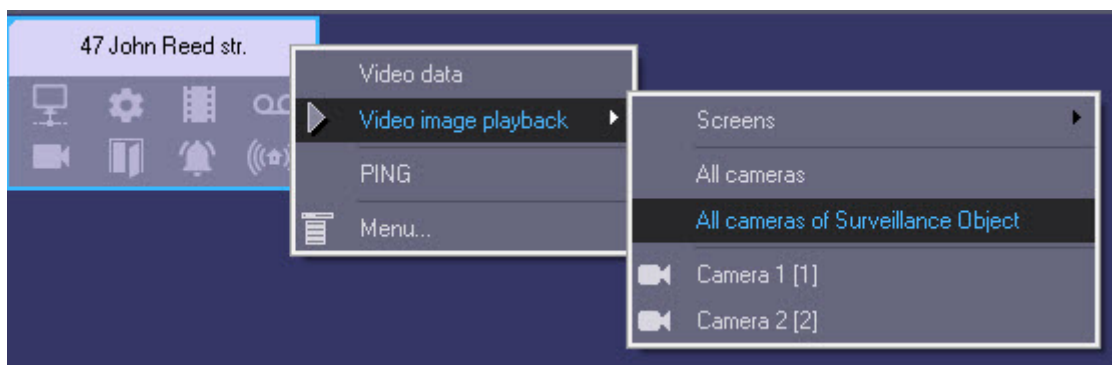 47 John Reed str.
Video data
Video image playback
PING
Menu...
Screens
All cameras
All cameras of Surveillance Object
Camera 1 [1]
Camera 2 [2]